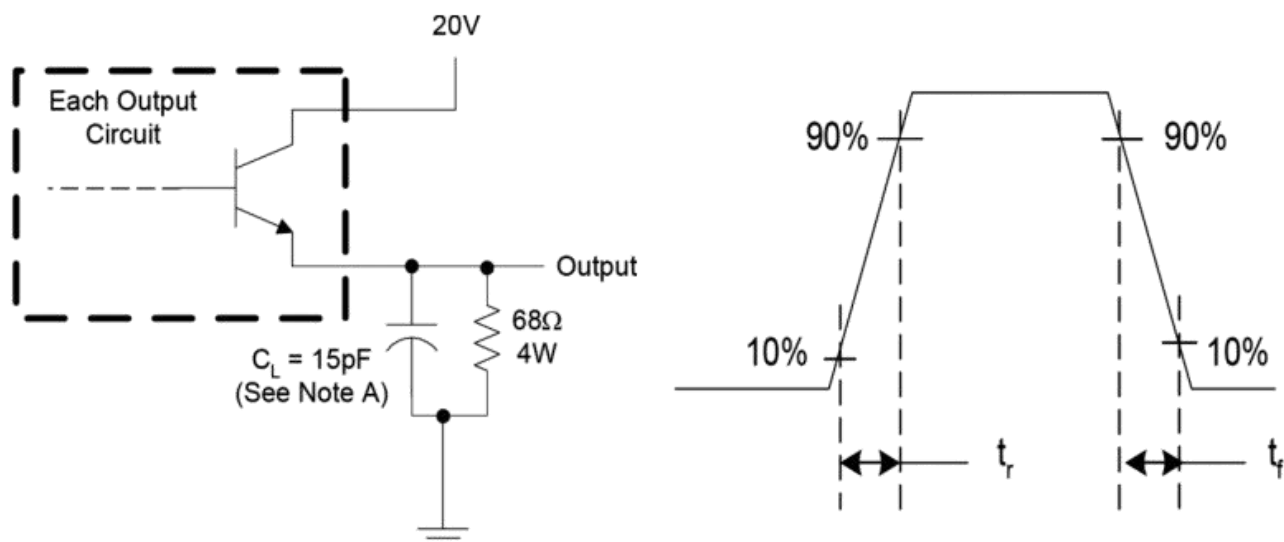 20V
Each Output
Circuit
Output
68Ω
4W
C_L = 15pF
(See Note A)
90%
90%
10%
10%
t_r
t_f